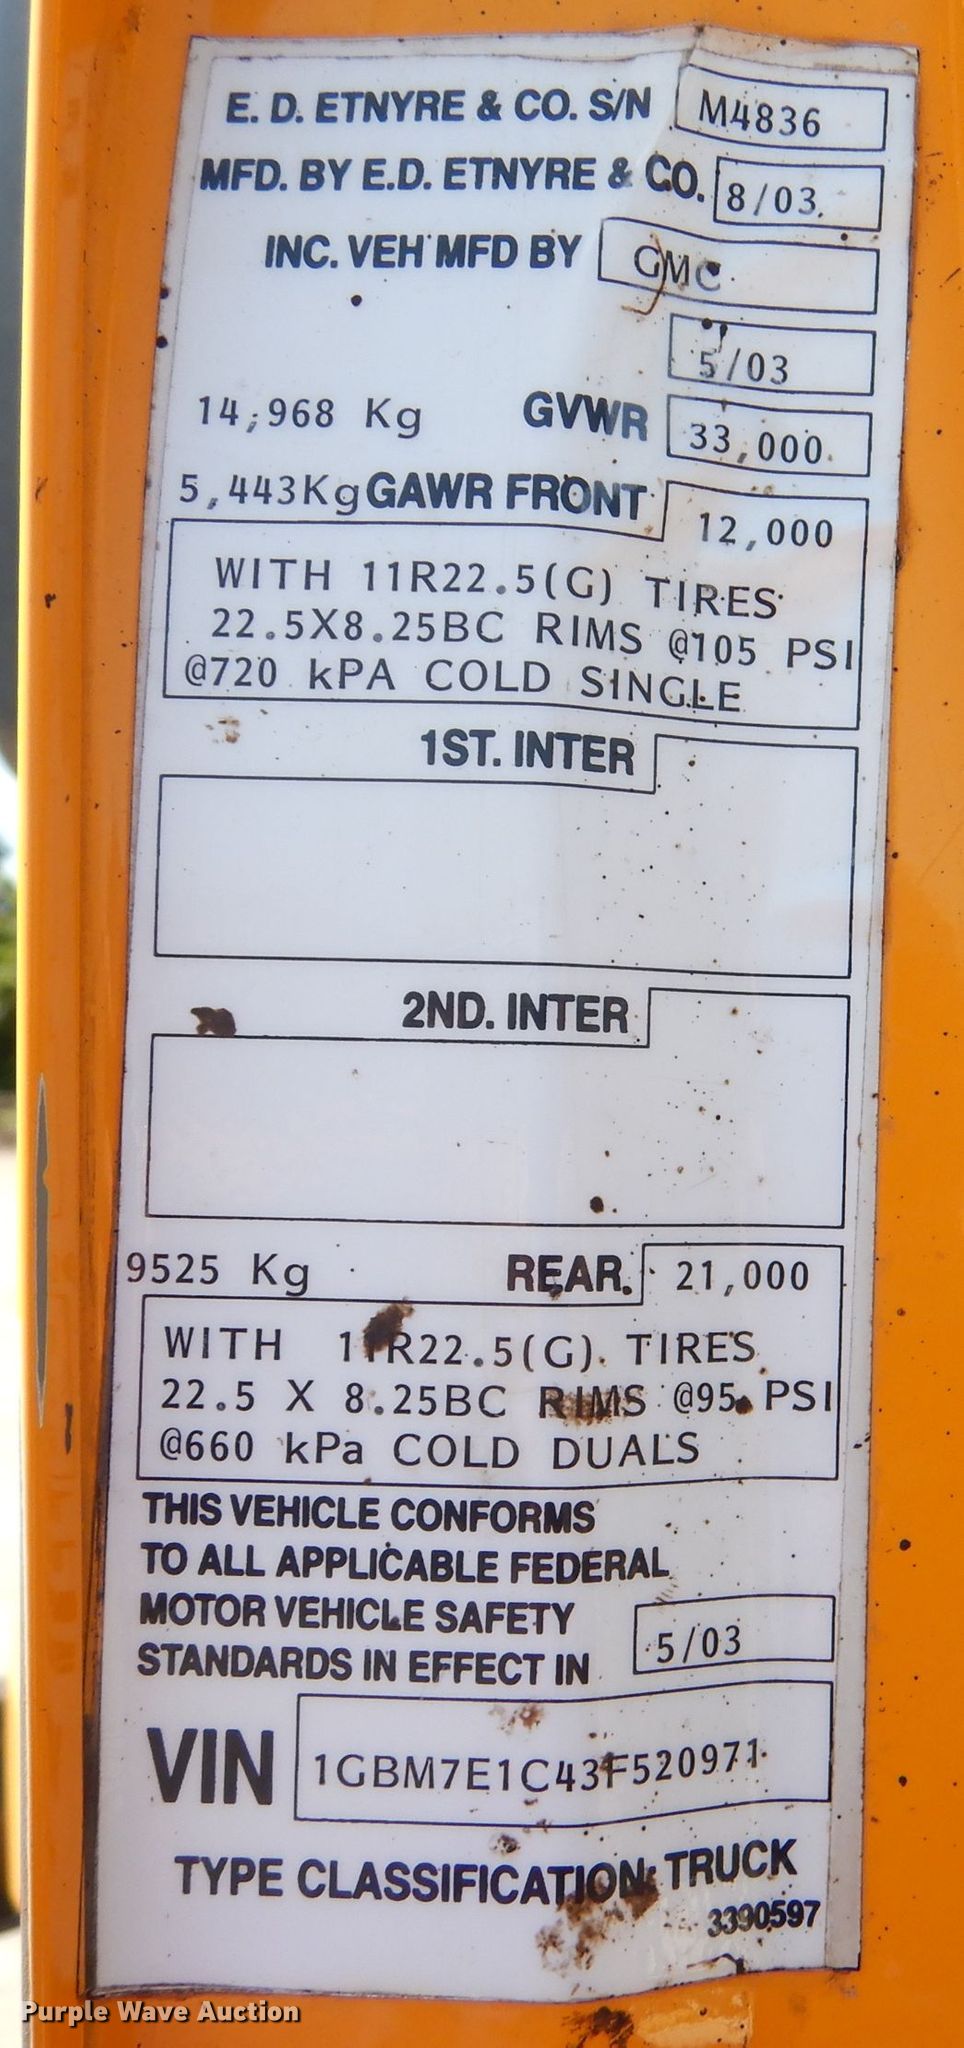 E. D. ETNYRE & CO. S/N M4836
MFD. BY E.D. ETNYRE & CO. 8/03
INC. VEH MFD BY GMC
5/03
14,968 Kg GVWR 33,000
5,443Kg GAWR FRONT 12,000
WITH 11R22.5(G) TIRES
22.5X8.25BC RIMS @105 PSI
@720 kPA COLD SINGLE
1ST. INTER
2ND. INTER
9525 Kg REAR. 21,000
WITH 11R22.5(G) TIRES
22.5 X 8.25BC RIMS @95 PSI
@660 kPa COLD DUALS
THIS VEHICLE CONFORMS
TO ALL APPLICABLE FEDERAL
MOTOR VEHICLE SAFETY
STANDARDS IN EFFECT IN 5/03
VIN 1GBM7E1C43F520971
TYPE CLASSIFICATION: TRUCK
3390597
Purple Wave Auction